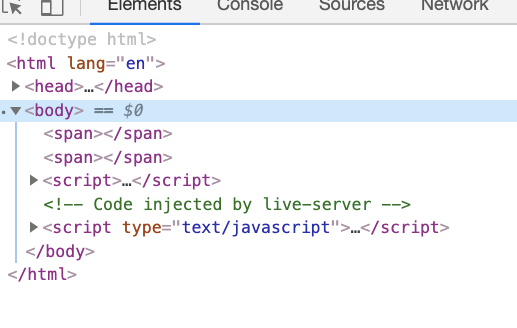 Elements Console Sources Network
<!doctype html>
<html lang="en">
<head>…</head>
<body> == $0
<span></span>
<span></span>
<script>…</script>
<!-- Code injected by live-server -->
<script type="text/javascript">…</script>
</body>
</html>